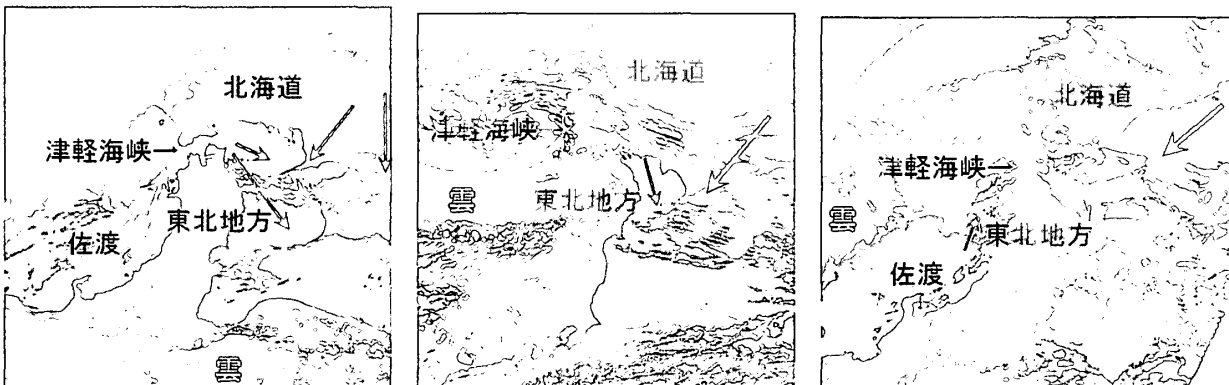 北海道
津軽海峡→
東北地方
佐渡
雲
北海道
津軽海峡
雲
東北地方
北海道
津軽海峡→
雲
東北地方
佐渡